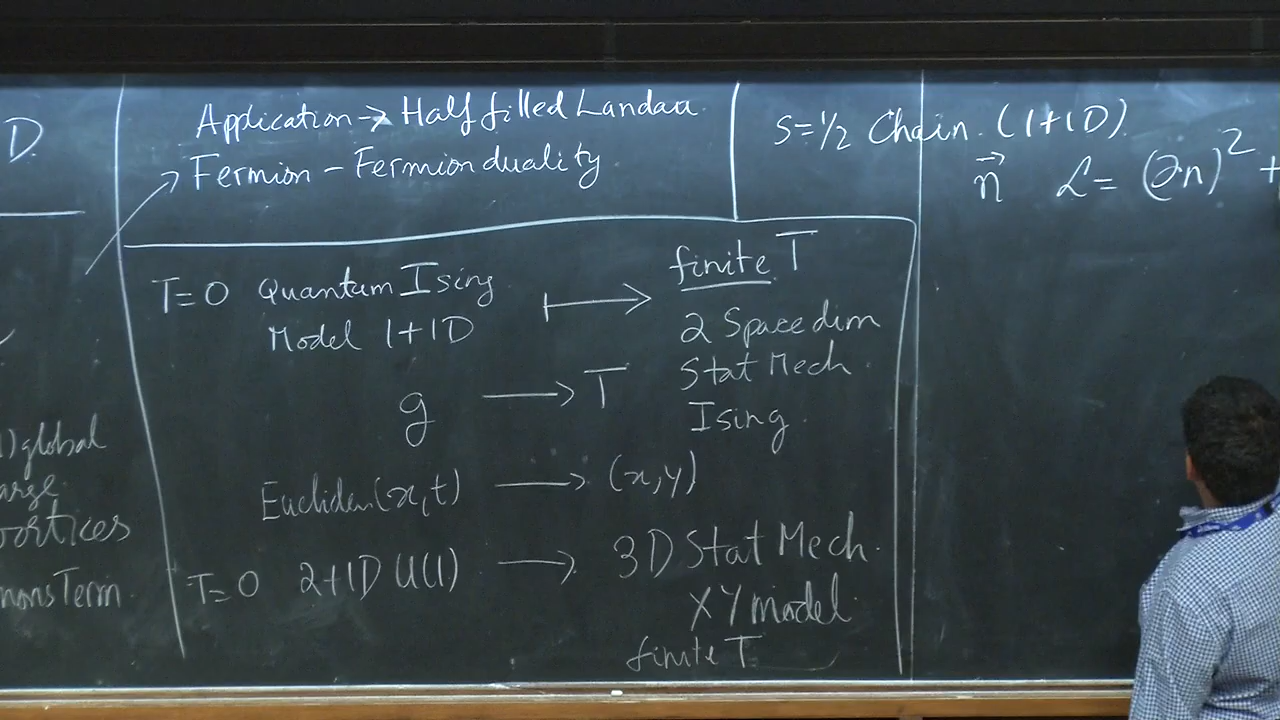 D.
1) global
vortices
Term
Application → Half filled Landau
Fermion - Fermion duality
T=0 Quantum Ising
Model 1+1D
finite T
2 Space dim
Stat Mech
Ising
g → T
Euclidean (x,t) → (x,y)
T=0 2+1D U(1) → 3D Stat Mech.
XY model
finite T
S=1/2 Chain. (1+1D)
n⃗ ℒ = (∂n)² +